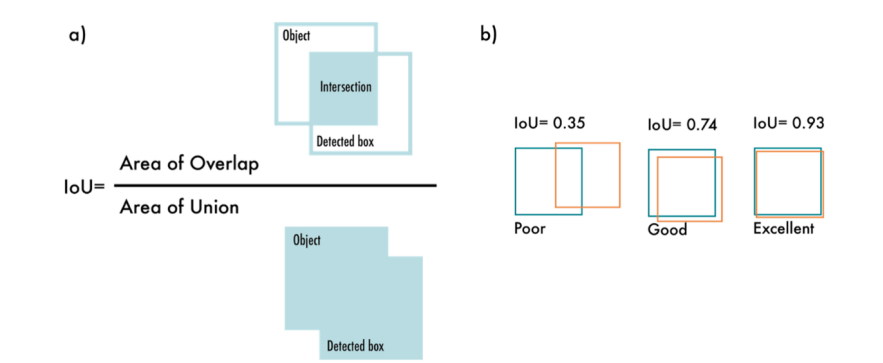 a)
Object
Intersection
Detected box
IoU=
Area of Overlap
Area of Union
Object
Detected box
b)
IoU= 0.35
IoU= 0.74
IoU= 0.93
Poor
Good
Excellent